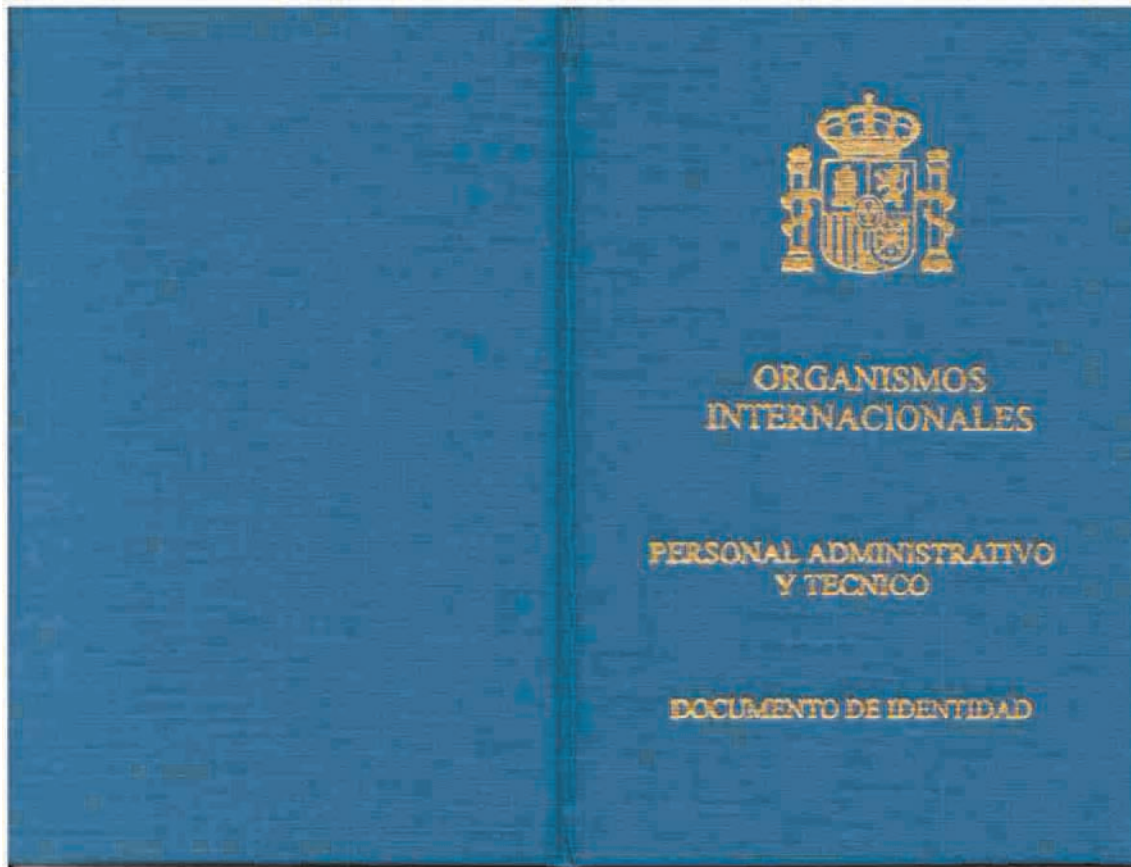 ORGANISMOS
INTERNACIONALES
PERSONAL ADMINISTRATIVO
Y TECNICO
DOCUMENTO DE IDENTIDAD